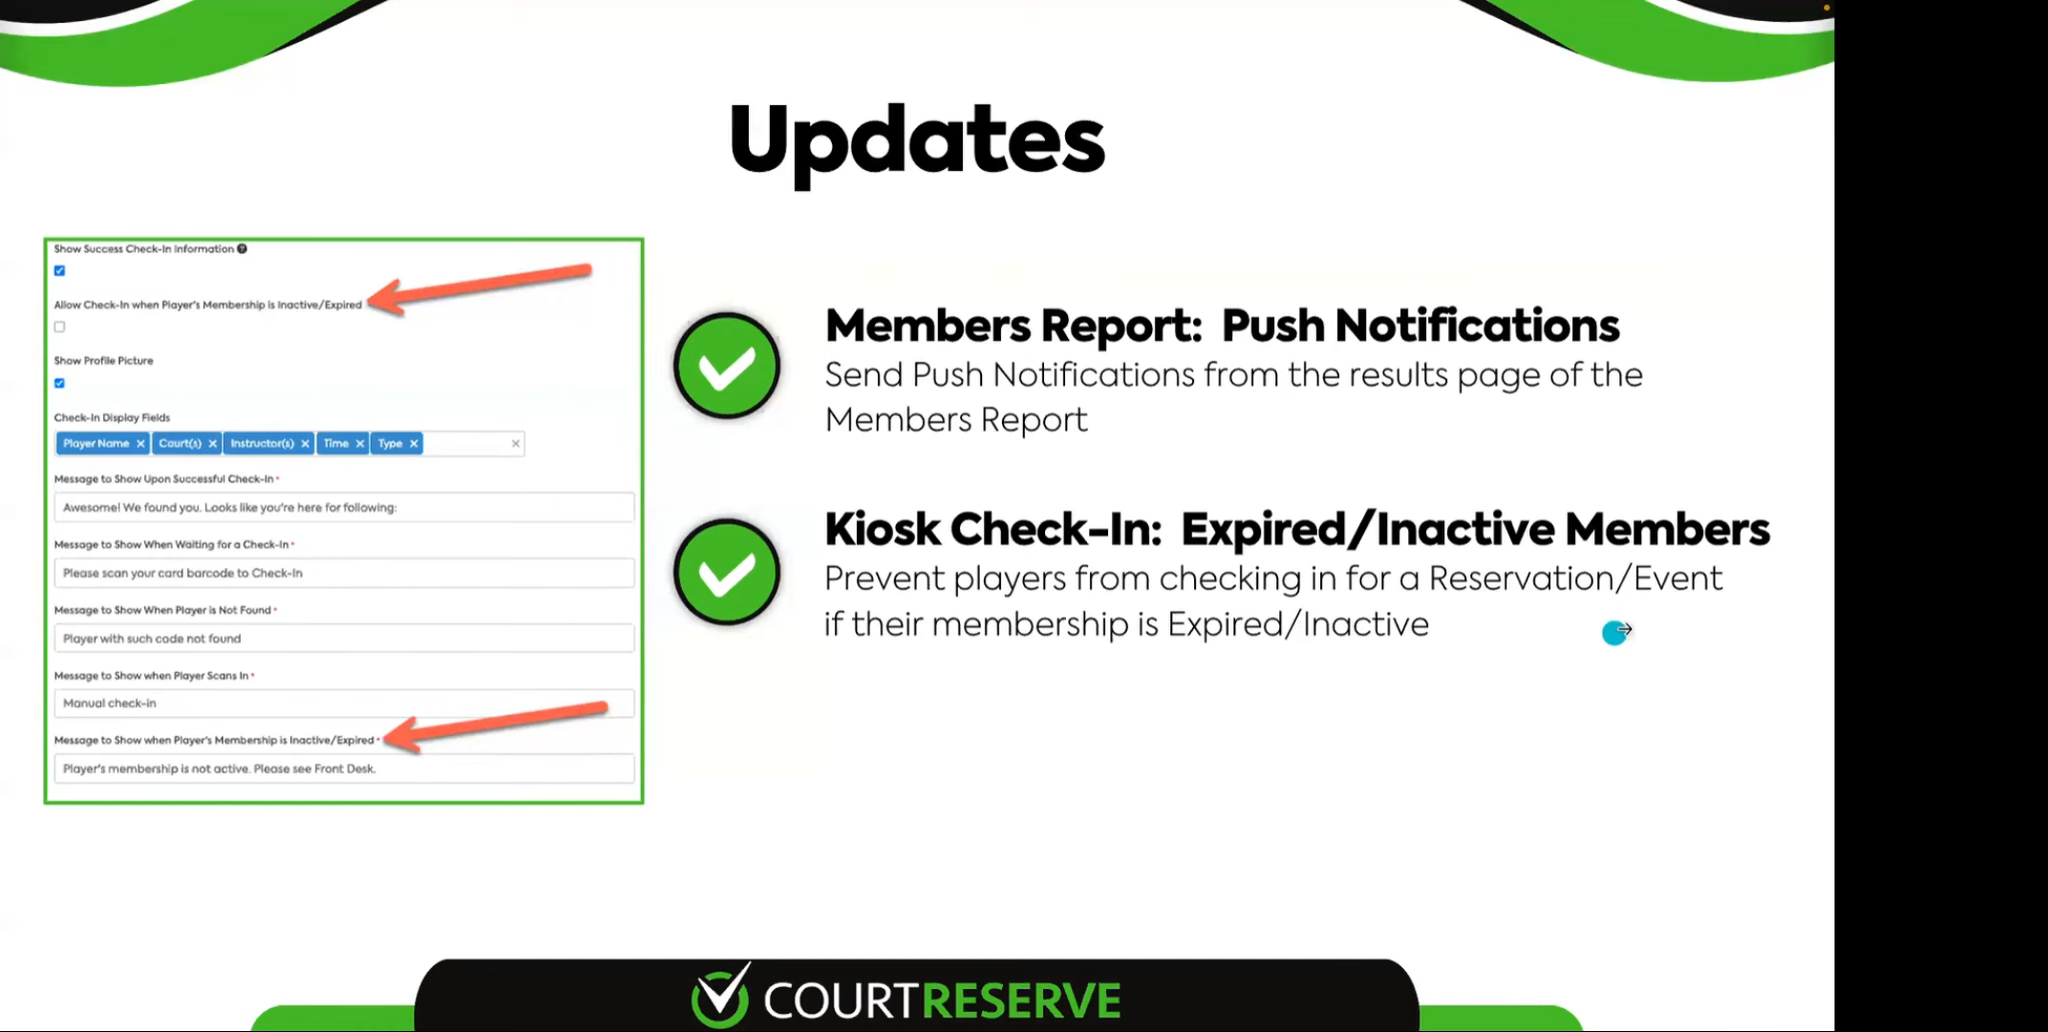 Updates
Show Success Check-In Information ?
Allow Check-In when Player's Membership is Inactive/Expired
Show Profile Picture
Check-In Display Fields
Player Name × Court(s) × Instructor(s) × Time × Type × ×
Message to Show Upon Successful Check-In *
Awesome! We found you. Looks like you're here for following:
Message to Show When Waiting for a Check-In *
Please scan your card barcode to Check-In
Message to Show When Player is Not Found *
Player with such code not found
Message to Show when Player Scans In *
Manual check-in
Message to Show when Player's Membership is Inactive/Expired *
Player's membership is not active. Please see Front Desk.
Members Report: Push Notifications
Send Push Notifications from the results page of the
Members Report
Kiosk Check-In: Expired/Inactive Members
Prevent players from checking in for a Reservation/Event
if their membership is Expired/Inactive
COURTRESERVE